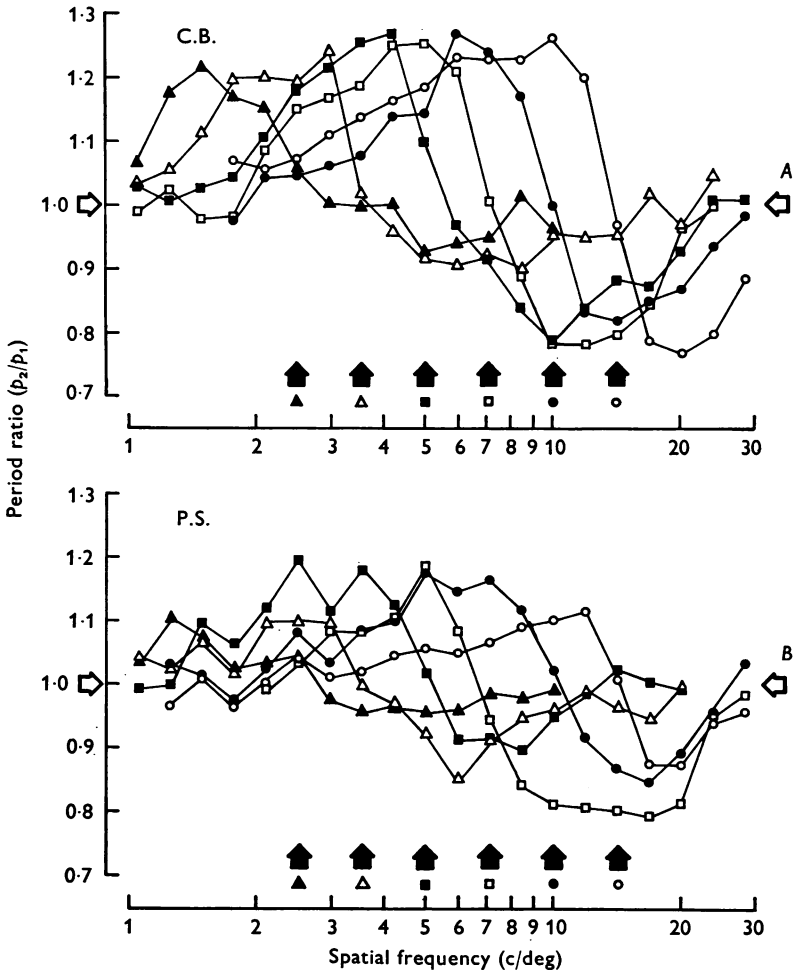 1·3
C.B.
1·2
1·1
A
1·0
0·9
0·8
0·7
1 2 3 4 5 6 7 8 9 10 20 30
Period ratio (p₂/p₁)
1·3
P.S.
1·2
1·1
B
1·0
0·9
0·8
0·7
1 2 3 4 5 6 7 8 9 10 20 30
Spatial frequency (c/deg)